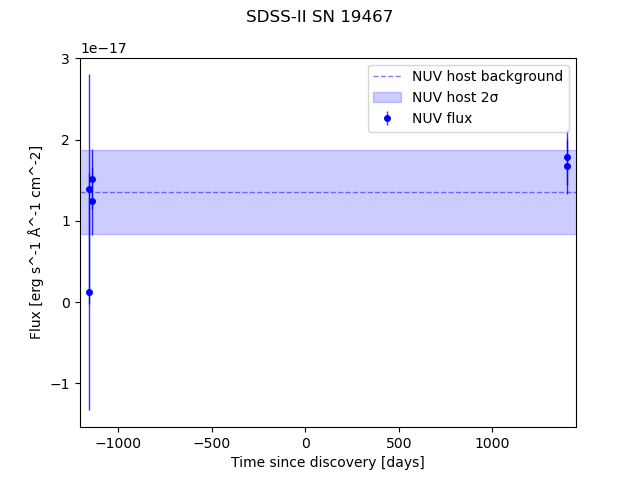 SDSS-II SN 19467
1e−17
NUV host background
NUV host 2σ
NUV flux
3
2
1
0
−1
Flux [erg s^-1 Å^-1 cm^-2]
−1000
−500
0
500
1000
Time since discovery [days]